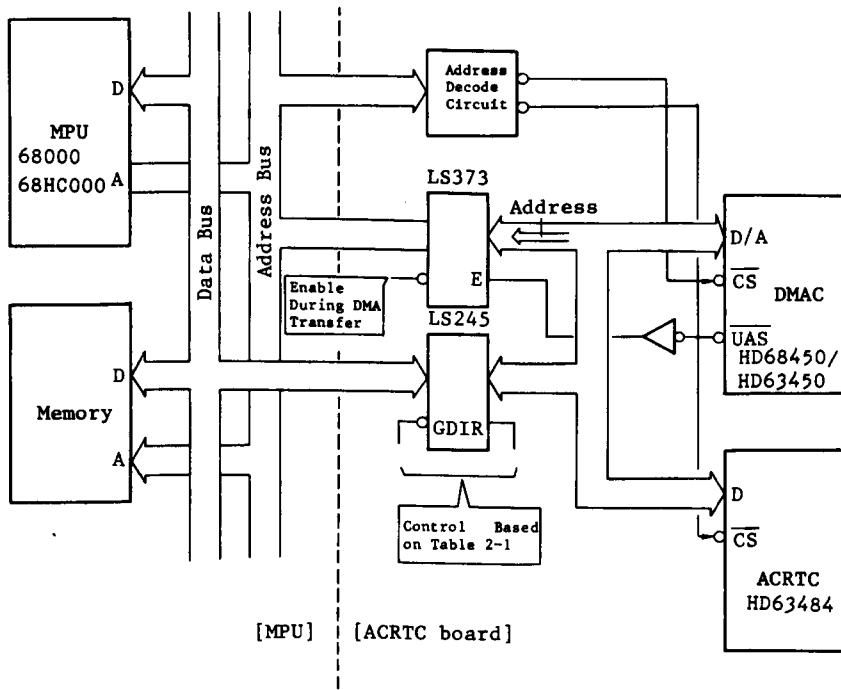 D
MPU
68000
68HC000
A
Data Bus
Address Bus
Address
Decode
Circuit
LS373
Address
E
Enable
During DMA
Transfer
D/A
CS
DMAC
UAS
HD68450/
HD63450
LS245
GDIR
D
Memory
A
Control Based
on Table 2-1
D
CS
ACRTC
HD63484
[MPU]
[ACRTC board]